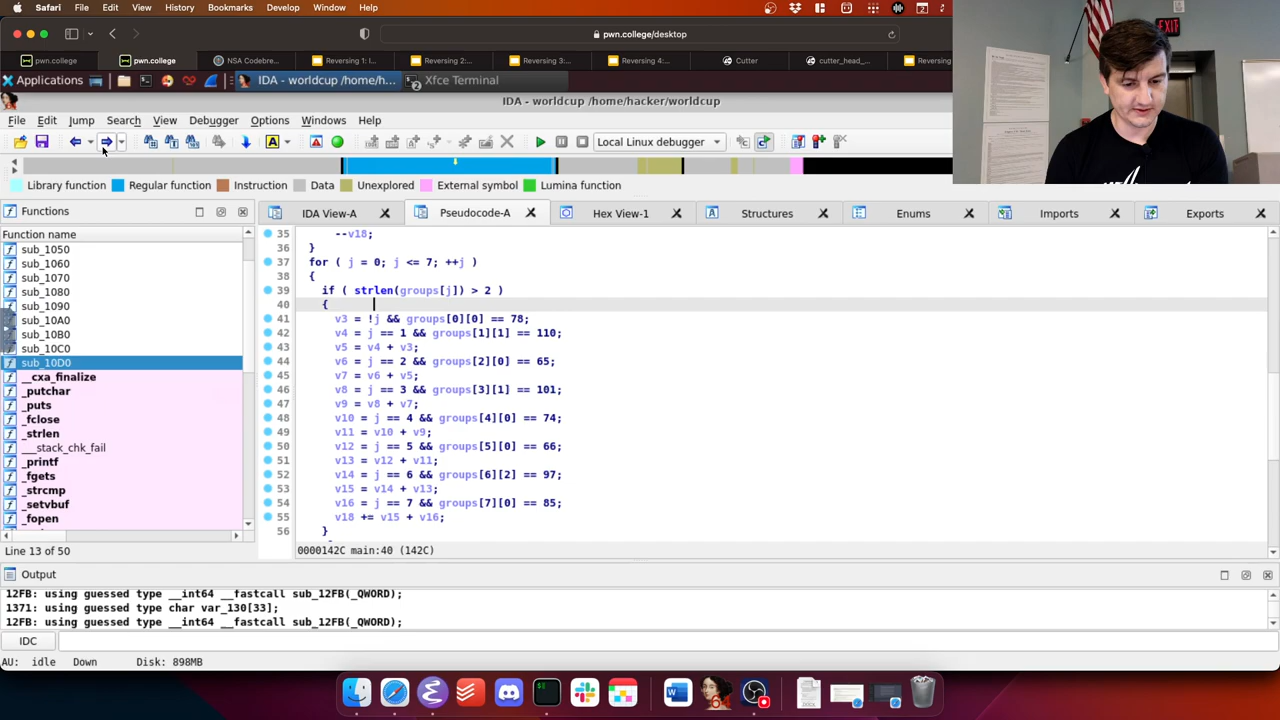 Safari File Edit View History Bookmarks Develop Window Help
pwn.college/desktop
pwn.college pwn.college NSA Codebre... Reversing 1: I... Reversing 2:... Reversing 3:... Reversing 4:... Cutter cutter_head_... Reversing
Applications IDA - worldcup /home/h... Xfce Terminal
IDA - worldcup /home/hacker/worldcup
File Edit Jump Search View Debugger Options Windows Help
Local Linux debugger
Library function Regular function Instruction Data Unexplored External symbol Lumina function
Functions IDA View-A Pseudocode-A Hex View-1 Structures Enums Imports Exports
Function name
sub_1050
sub_1060
sub_1070
sub_1080
sub_1090
sub_10A0
sub_10B0
sub_10C0
sub_10D0
__cxa_finalize
_putchar
_puts
_fclose
_strlen
___stack_chk_fail
_printf
_fgets
_strcmp
_setvbuf
_fopen
Line 13 of 50
35 --v18;
36 }
37 for ( j = 0; j <= 7; ++j )
38 {
39 if ( strlen(groups[j]) > 2 )
40 {
41 v3 = !j && groups[0][0] == 78;
42 v4 = j == 1 && groups[1][1] == 110;
43 v5 = v4 + v3;
44 v6 = j == 2 && groups[2][0] == 65;
45 v7 = v6 + v5;
46 v8 = j == 3 && groups[3][1] == 101;
47 v9 = v8 + v7;
48 v10 = j == 4 && groups[4][0] == 74;
49 v11 = v10 + v9;
50 v12 = j == 5 && groups[5][0] == 66;
51 v13 = v12 + v11;
52 v14 = j == 6 && groups[6][2] == 97;
53 v15 = v14 + v13;
54 v16 = j == 7 && groups[7][0] == 85;
55 v18 += v15 + v16;
56 }
0000142C main:40 (142C)
Output
12FB: using guessed type __int64 __fastcall sub_12FB(_QWORD);
1371: using guessed type char var_130[33];
12FB: using guessed type __int64 __fastcall sub_12FB(_QWORD);
IDC
AU: idle Down Disk: 898MB
EXIT